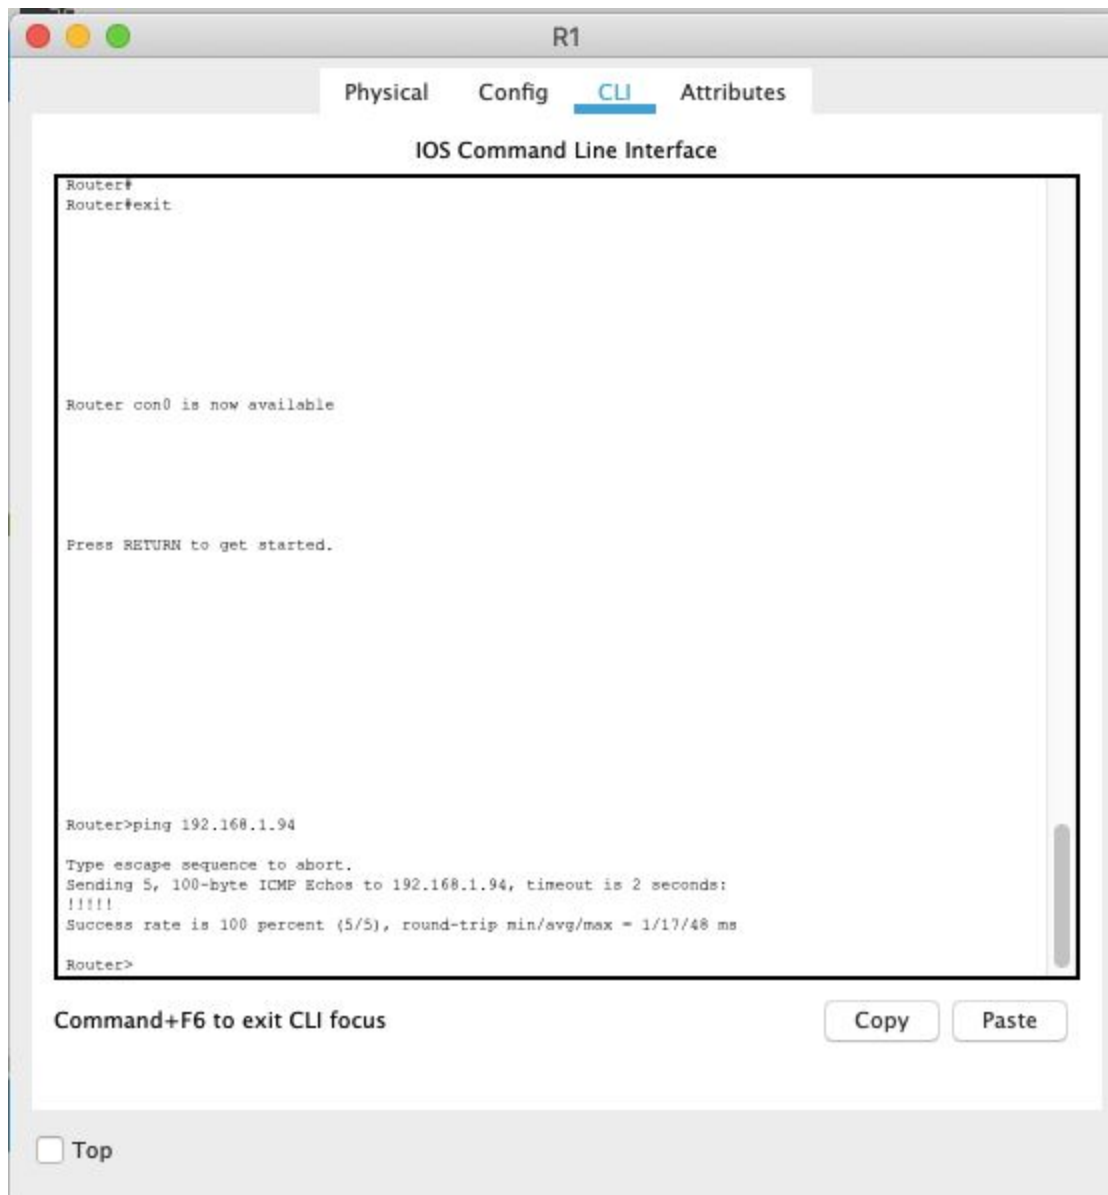 R1
Physical Config CLI Attributes
IOS Command Line Interface
Router#
Router#exit
Router con0 is now available
Press RETURN to get started.
Router>ping 192.168.1.94
Type escape sequence to abort.
Sending 5, 100-byte ICMP Echos to 192.168.1.94, timeout is 2 seconds:
!!!!!
Success rate is 100 percent (5/5), round-trip min/avg/max = 1/17/48 ms
Router>
Command+F6 to exit CLI focus
Copy Paste
Top